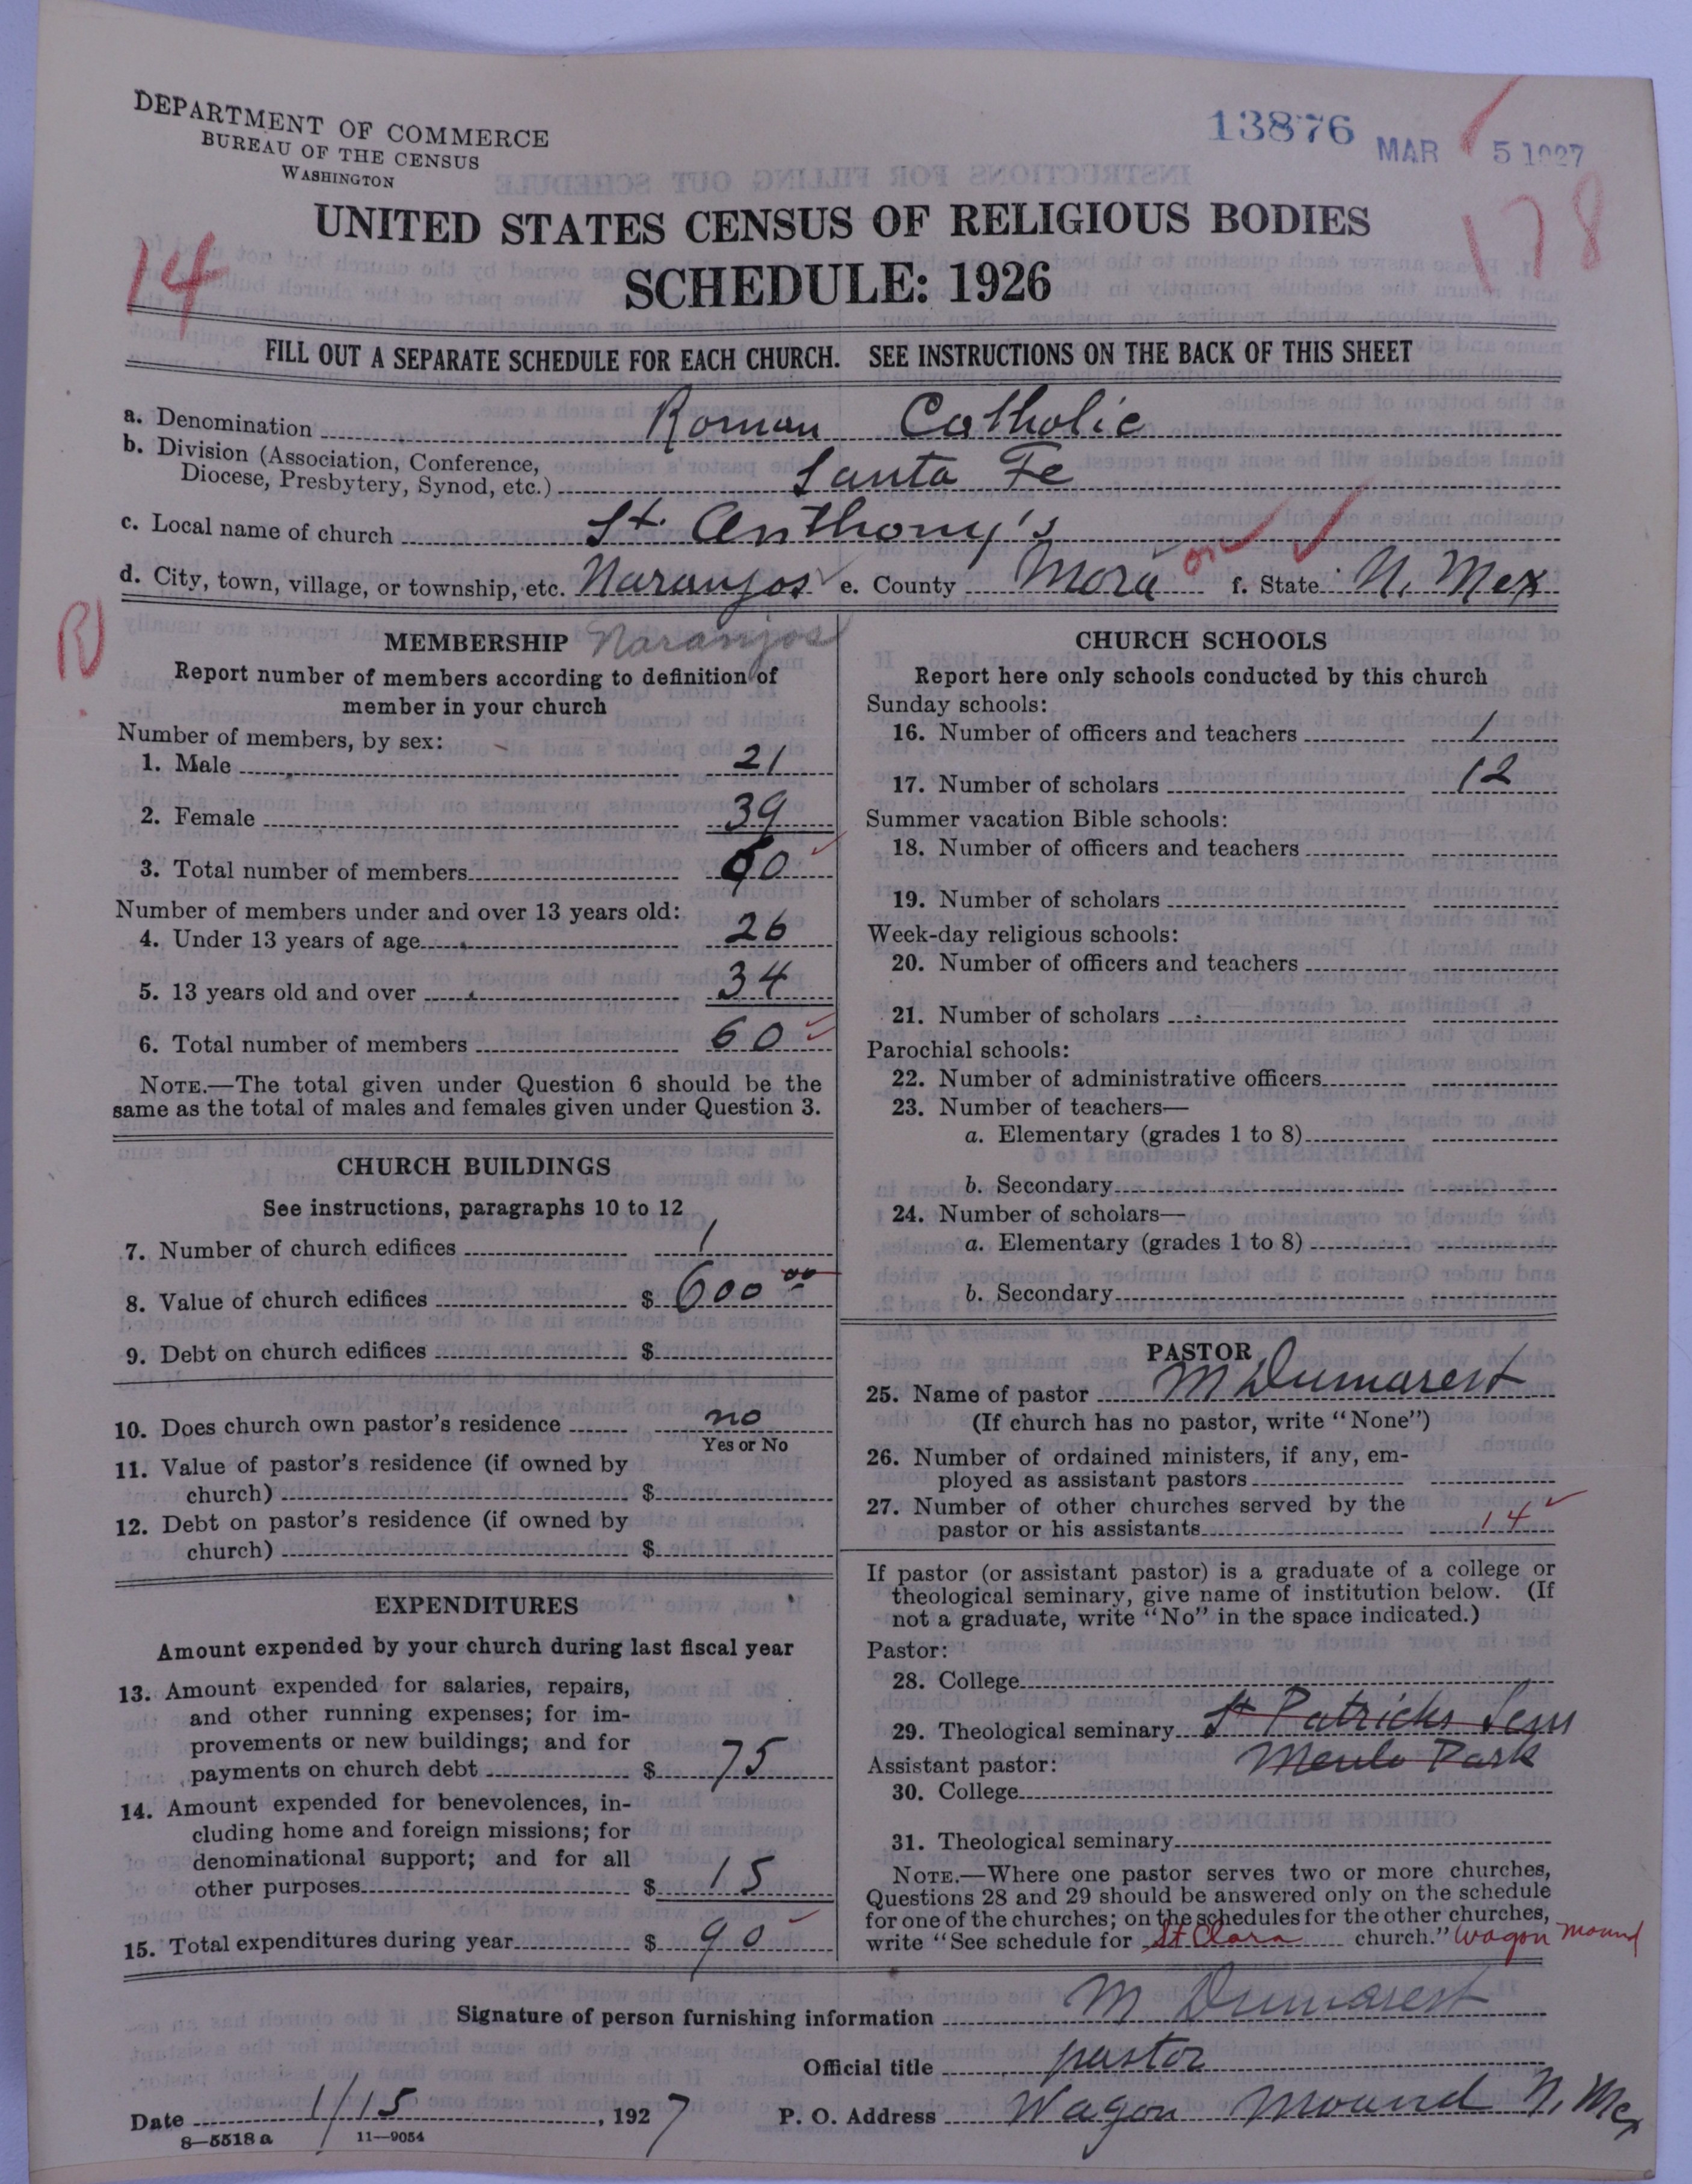 DEPARTMENT OF COMMERCE
BUREAU OF THE CENSUS
WASHINGTON
13876
MAR 5 1927
UNITED STATES CENSUS OF RELIGIOUS BODIES
14
178
SCHEDULE: 1926
FILL OUT A SEPARATE SCHEDULE FOR EACH CHURCH. SEE INSTRUCTIONS ON THE BACK OF THIS SHEET
a. Denomination Roman Catholic
b. Division (Association, Conference, Diocese, Presbytery, Synod, etc.) Santa Fe
c. Local name of church St. Anthony's
d. City, town, village, or township, etc. Naranjos e. County Mora f. State N. Mex
MEMBERSHIP Naranjos
Report number of members according to definition of
member in your church
Number of members, by sex:
1. Male 21
2. Female 39
3. Total number of members 60
Number of members under and over 13 years old:
4. Under 13 years of age 26
5. 13 years old and over 34
6. Total number of members 60
NOTE.—The total given under Question 6 should be the
same as the total of males and females given under Question 3.
CHURCH BUILDINGS
See instructions, paragraphs 10 to 12
7. Number of church edifices 1
8. Value of church edifices $ 600 00
9. Debt on church edifices $
10. Does church own pastor's residence no
Yes or No
11. Value of pastor's residence (if owned by
church) $
12. Debt on pastor's residence (if owned by
church) $
EXPENDITURES
Amount expended by your church during last fiscal year
13. Amount expended for salaries, repairs,
and other running expenses; for im-
provements or new buildings; and for
payments on church debt $ 75
14. Amount expended for benevolences, in-
cluding home and foreign missions; for
denominational support; and for all
other purposes $ 15
15. Total expenditures during year $ 90
CHURCH SCHOOLS
Report here only schools conducted by this church
Sunday schools:
16. Number of officers and teachers 1
17. Number of scholars 12
Summer vacation Bible schools:
18. Number of officers and teachers
19. Number of scholars
Week-day religious schools:
20. Number of officers and teachers
21. Number of scholars
Parochial schools:
22. Number of administrative officers
23. Number of teachers—
a. Elementary (grades 1 to 8)
b. Secondary
24. Number of scholars—
a. Elementary (grades 1 to 8)
b. Secondary
PASTOR
25. Name of pastor M Dumarest
(If church has no pastor, write "None")
26. Number of ordained ministers, if any, em-
ployed as assistant pastors
27. Number of other churches served by the
pastor or his assistants 14
If pastor (or assistant pastor) is a graduate of a college or
theological seminary, give name of institution below. (If
not a graduate, write "No" in the space indicated.)
Pastor:
28. College
29. Theological seminary St Patricks Sem
Assistant pastor: Menlo Park
30. College
31. Theological seminary
NOTE.—Where one pastor serves two or more churches,
Questions 28 and 29 should be answered only on the schedule
for one of the churches; on the schedules for the other churches,
write "See schedule for St Clara church." Wagon Mound
Signature of person furnishing information M Dumarest
Official title pastor
Date 1/15, 1927 P. O. Address Wagon Mound N. Mex
8—5518 a 11—9054